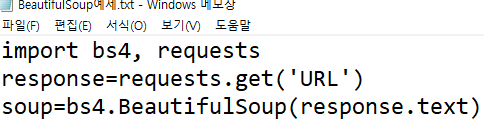 BeautifulSoup예제.txt - Windows 메모장
파일(F) 편집(E) 서식(O) 보기(V) 도움말
import bs4, requests
response=requests.get('URL')
soup=bs4.BeautifulSoup(response.text)